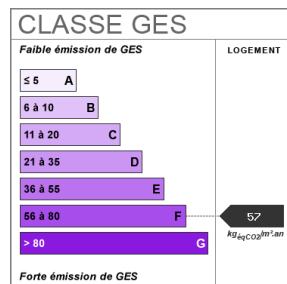 CLASSE GES
Faible émission de GES
LOGEMENT
≤ 5 A
6 à 10 B
11 à 20 C
21 à 35 D
36 à 55 E
56 à 80 F
57
kgéqCO2/m².an
> 80 G
Forte émission de GES